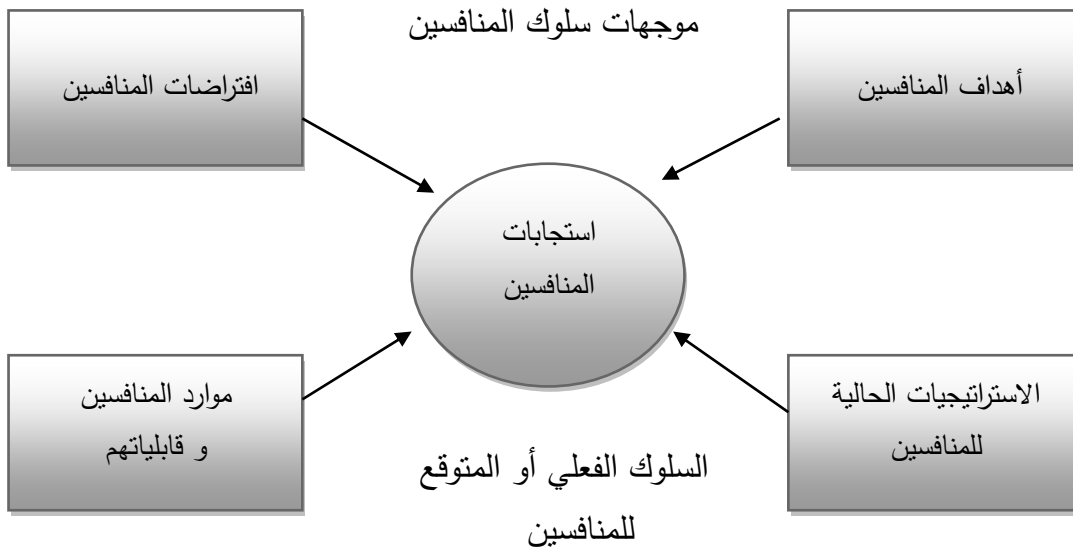 موجهات سلوك المنافسين
أهداف المنافسين
افتراضات المنافسين
استجابات
المنافسين
الاستراتيجيات الحالية
للمنافسين
موارد المنافسين
و قابلياتهم
السلوك الفعلي أو المتوقع
للمنافسين